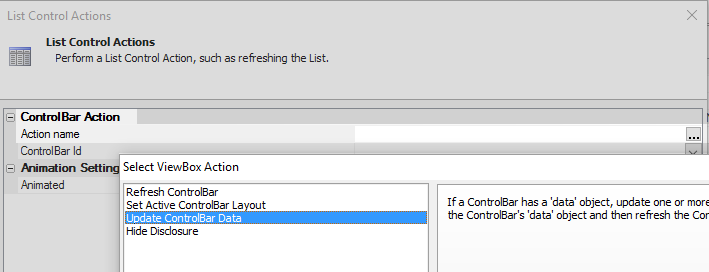 List Control Actions
List Control Actions
Perform a List Control Action, such as refreshing the List.
ControlBar Action
Action name
...
ControlBar Id
Animation Setting
Animated
Select ViewBox Action
Refresh ControlBar
Set Active ControlBar Layout
Update ControlBar Data
Hide Disclosure
If a ControlBar has a 'data' object, update one or more
the ControlBar's 'data' object and then refresh the Co